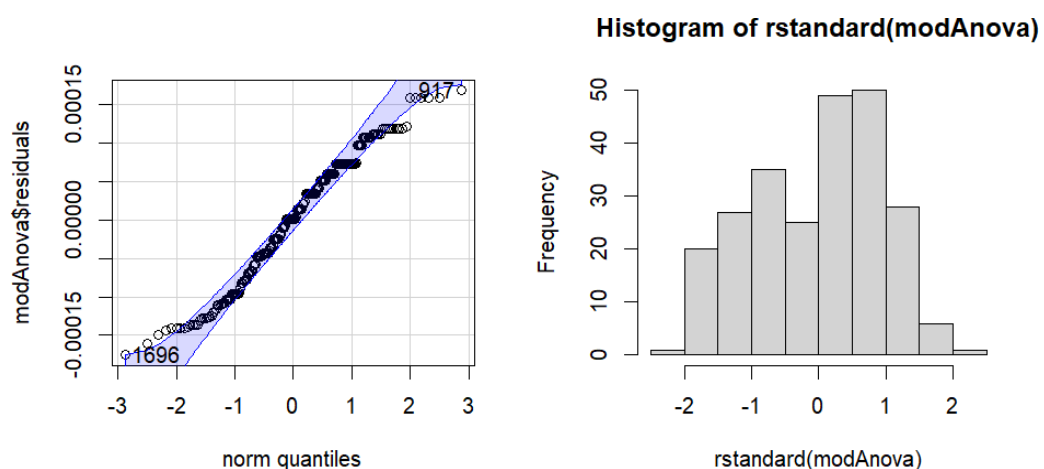 Histogram of rstandard(modAnova)
modAnova$residuals
0.00015
0.00000
-0.00015
917
1696
-3 -2 -1 0 1 2 3
norm quantiles
Frequency
50
40
30
20
10
0
-2 -1 0 1 2
rstandard(modAnova)